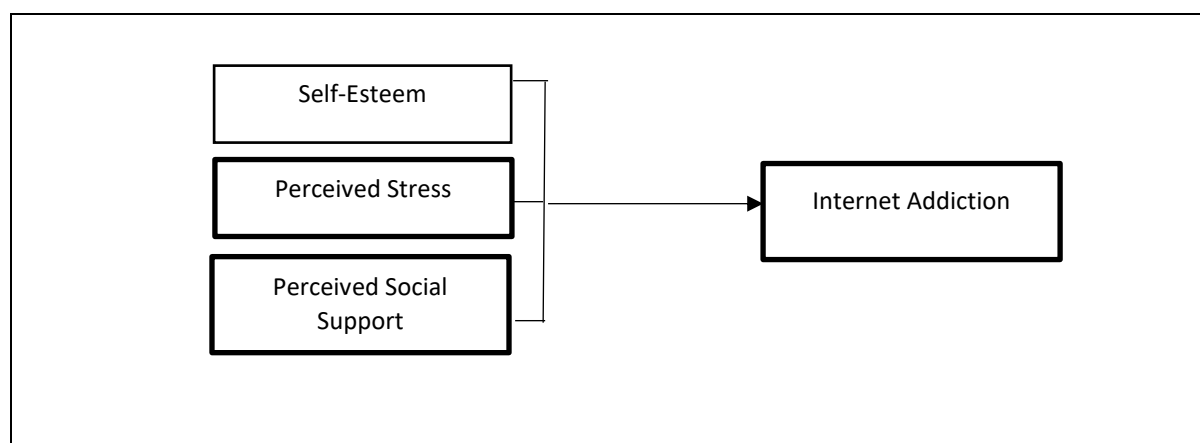 Self-Esteem
Perceived Stress
Internet Addiction
Perceived Social
Support